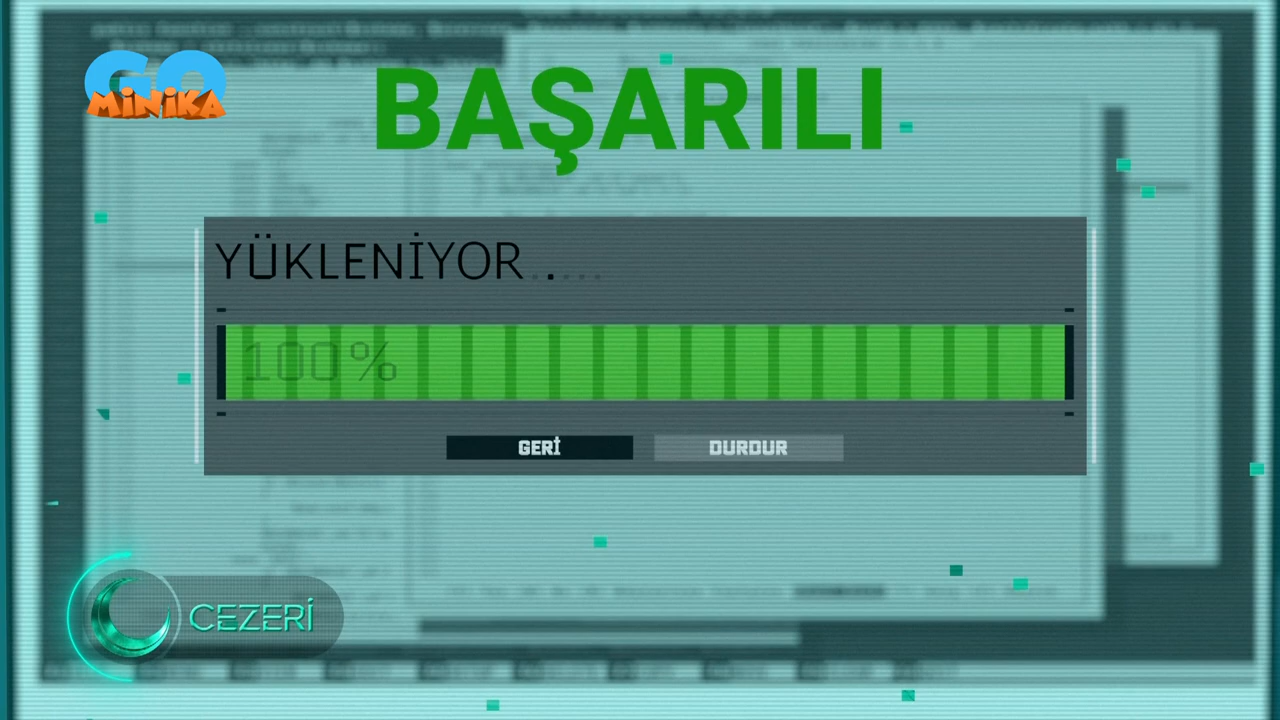 GO
MİNİKA
BAŞARILI
YÜKLENİYOR.....
100%
GERİ
DURDUR
CEZERİ